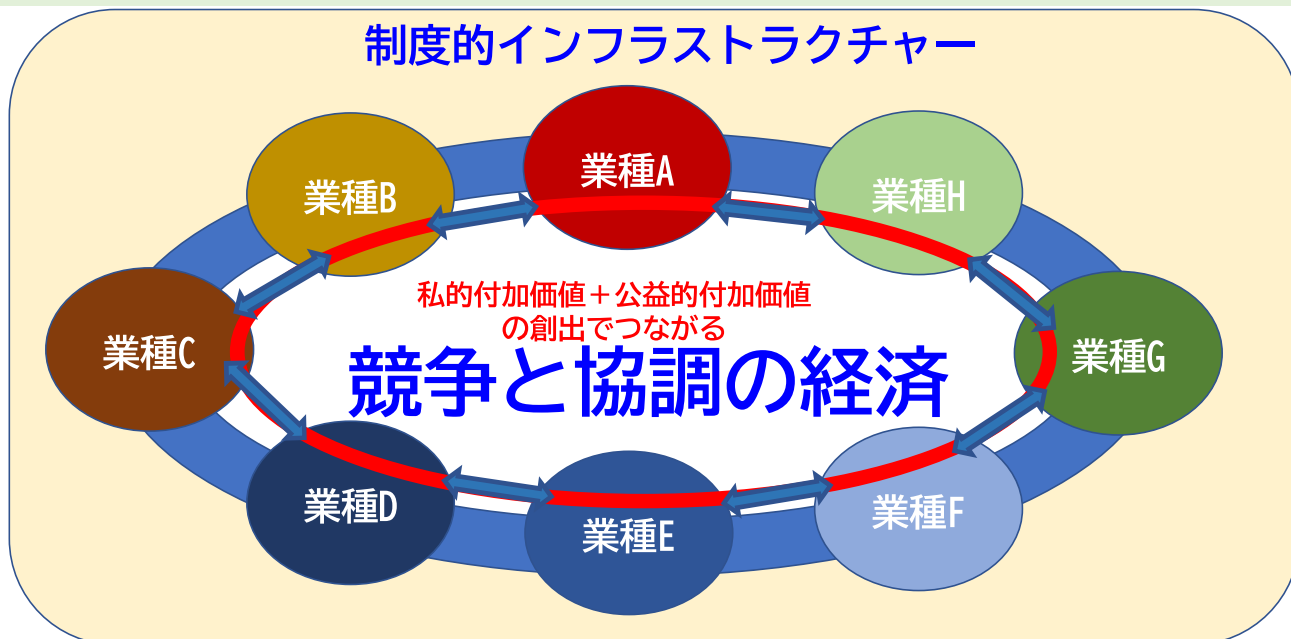 制度的インフラストラクチャー
業種A
業種B
業種H
業種C
業種G
私的付加価値＋公益的付加価値
の創出でつながる
競争と協調の経済
業種D
業種E
業種F